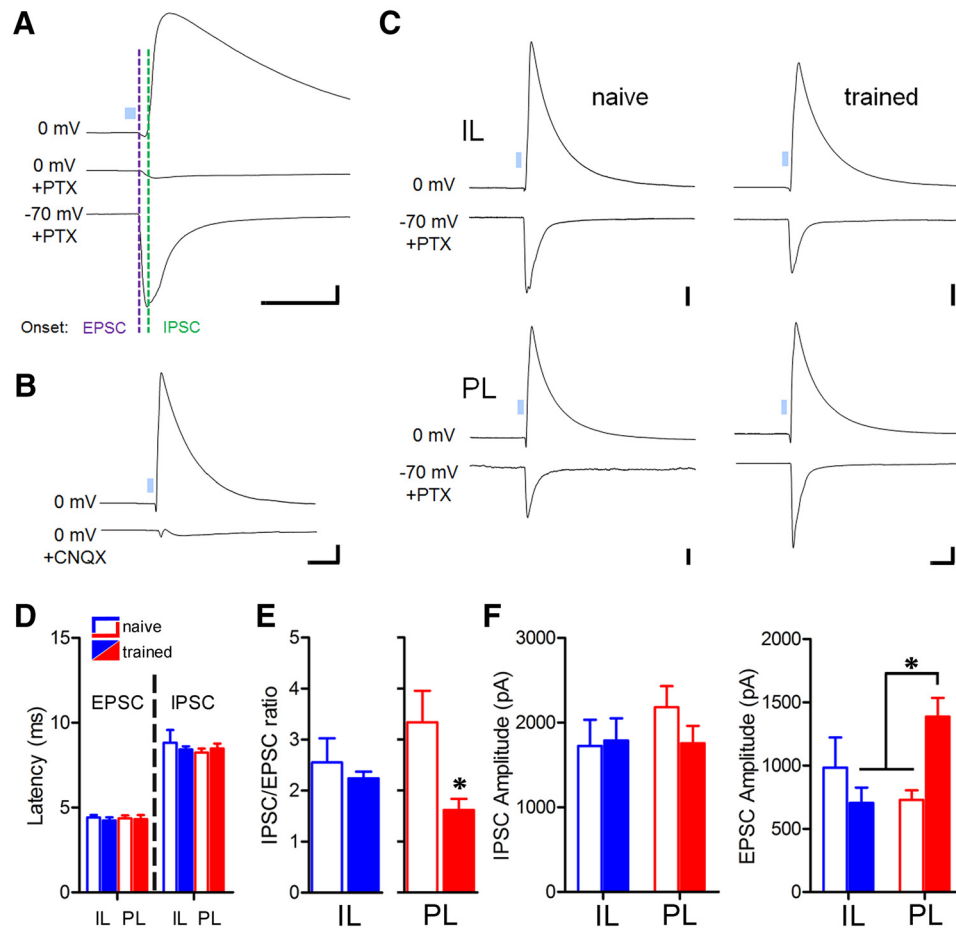 A
0 mV
0 mV
+PTX
-70 mV
+PTX
Onset: EPSC IPSC
B
0 mV
0 mV
+CNQX
C
naive
trained
IL
0 mV
-70 mV
+PTX
PL
0 mV
-70 mV
+PTX
D
naive
trained
15
10
5
0
Latency (ms)
EPSC
IPSC
IL PL IL PL
E
5
4
3
2
1
0
IPSC/EPSC ratio
*
IL PL
F
3000
2000
1000
0
IPSC Amplitude (pA)
IL PL
2000
1500
1000
500
0
EPSC Amplitude (pA)
*
IL PL